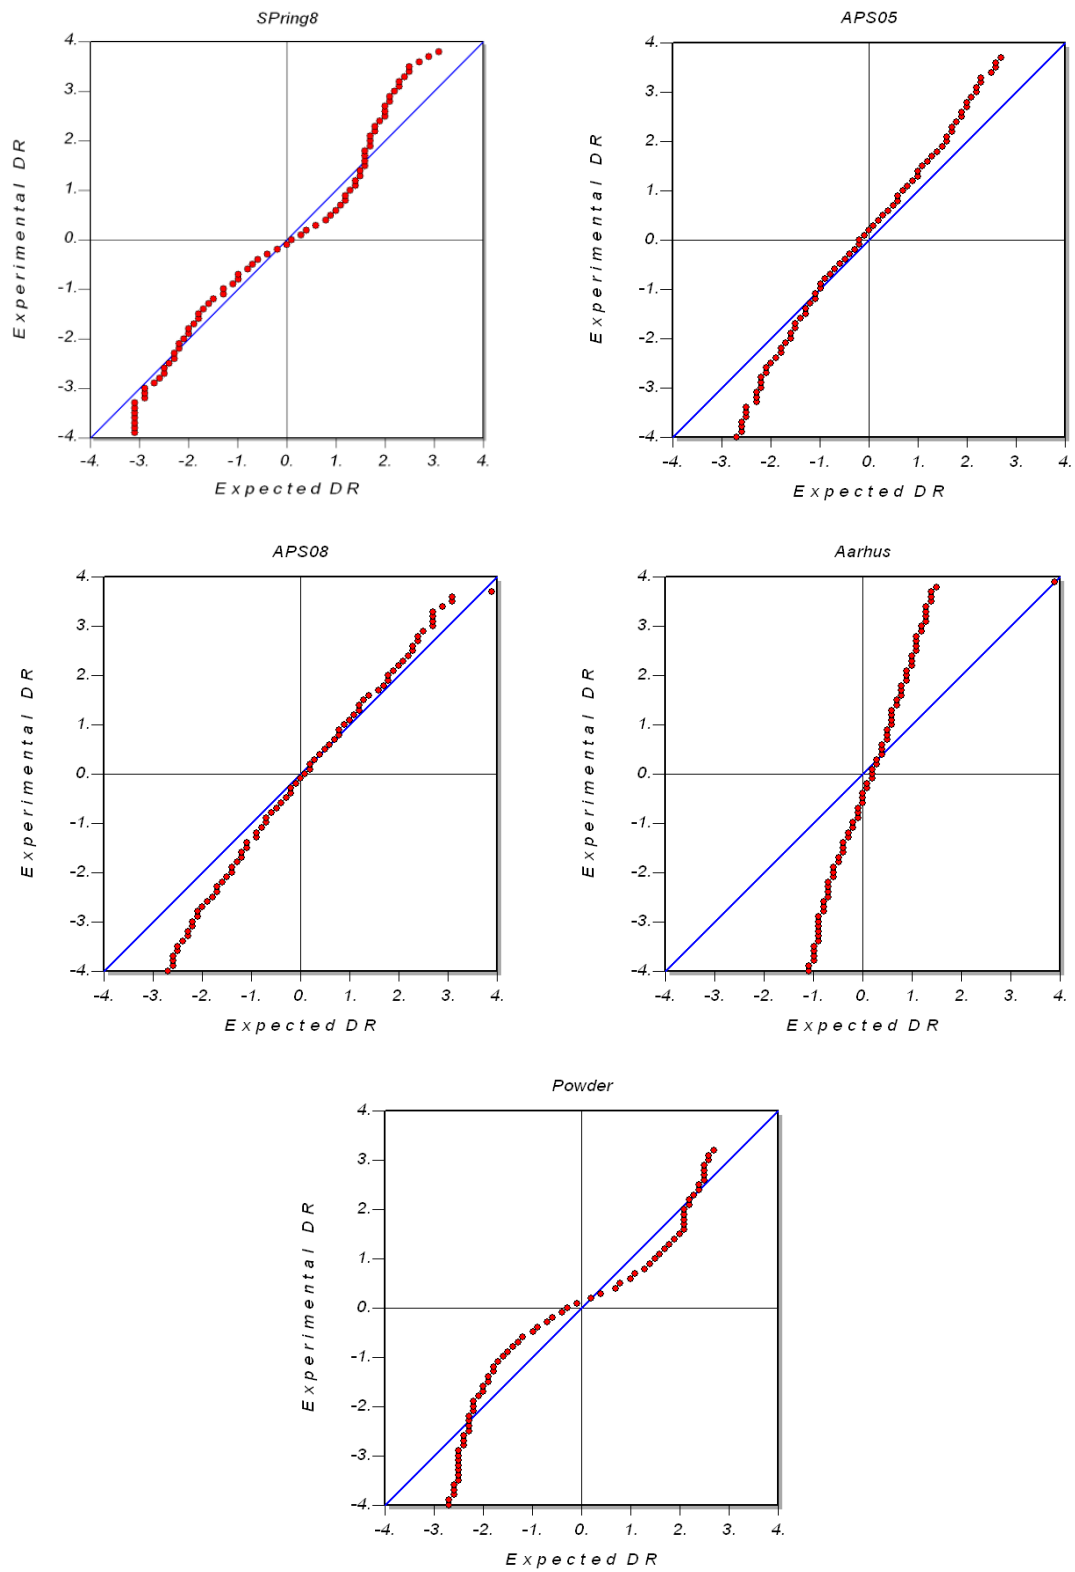 SPring8
4.
3.
2.
1.
0.
-1.
-2.
-3.
-4.
-4. -3. -2. -1. 0. 1. 2. 3. 4.
Expected DR
Experimental DR
APS05
4.
3.
2.
1.
0.
-1.
-2.
-3.
-4.
-4. -3. -2. -1. 0. 1. 2. 3. 4.
Expected DR
Experimental DR
APS08
4.
3.
2.
1.
0.
-1.
-2.
-3.
-4.
-4. -3. -2. -1. 0. 1. 2. 3. 4.
Expected DR
Experimental DR
Aarhus
4.
3.
2.
1.
0.
-1.
-2.
-3.
-4.
-4. -3. -2. -1. 0. 1. 2. 3. 4.
Expected DR
Experimental DR
Powder
4.
3.
2.
1.
0.
-1.
-2.
-3.
-4.
-4. -3. -2. -1. 0. 1. 2. 3. 4.
Expected DR
Experimental DR